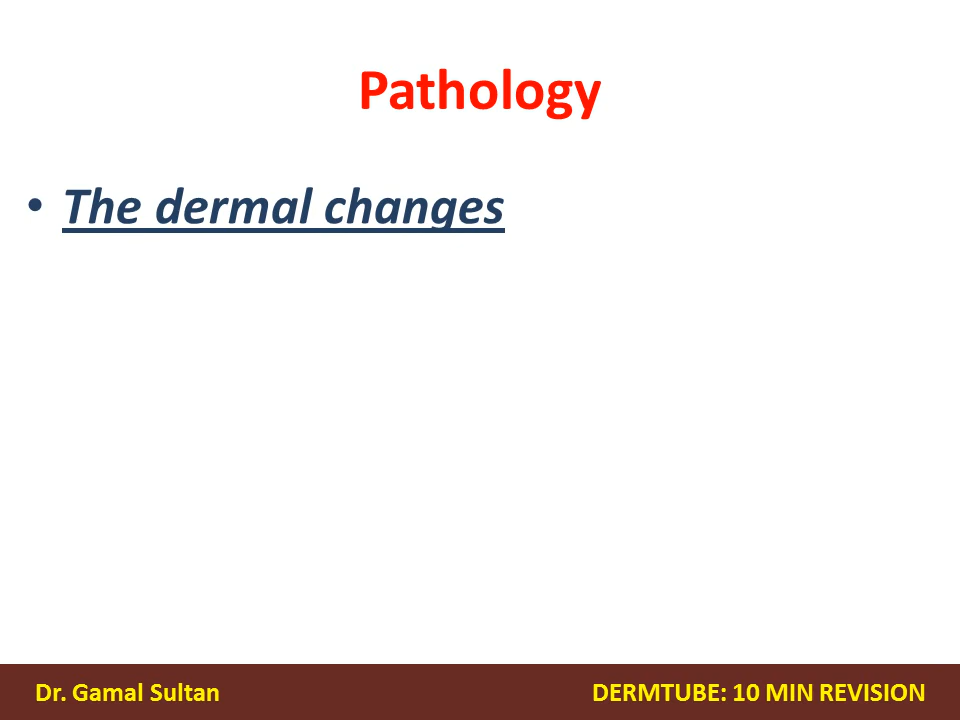 Pathology
• The dermal changes
Dr. Gamal Sultan
DERMTUBE: 10 MIN REVISION